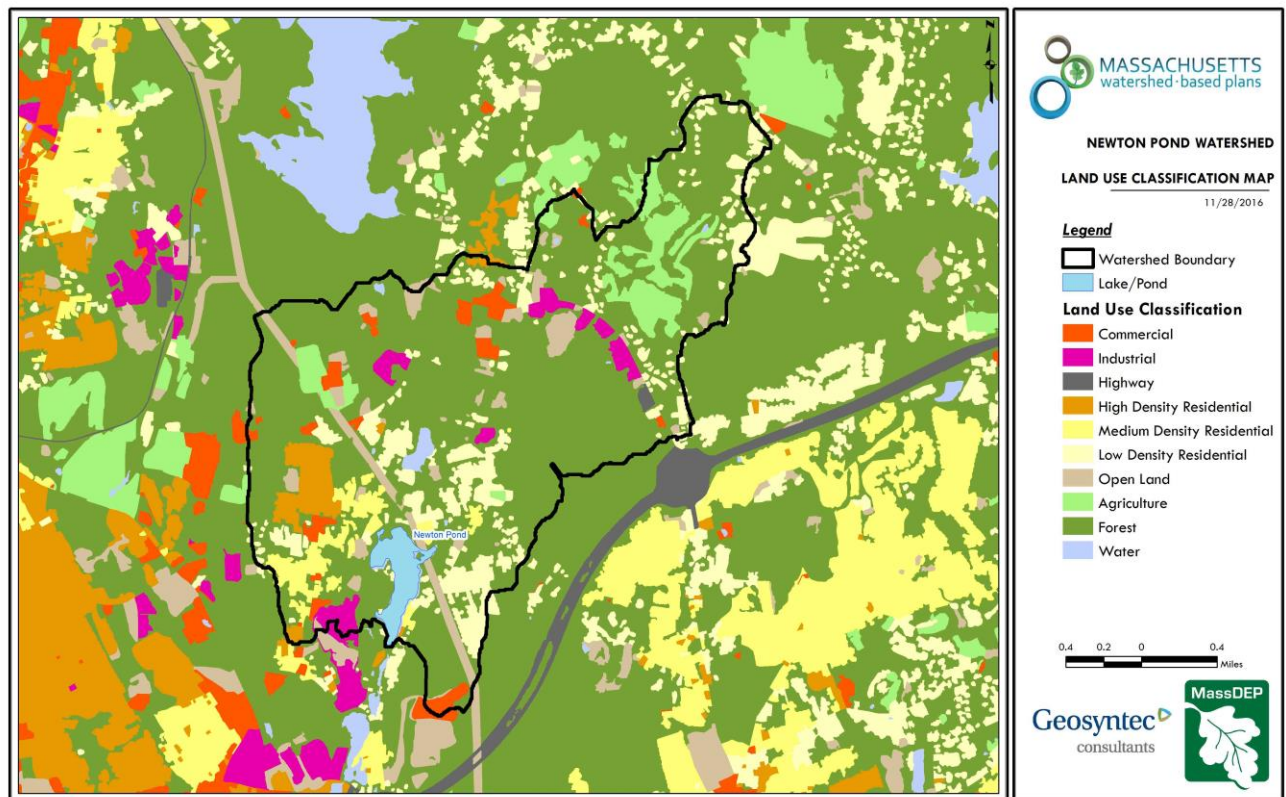 Newton Pond
MASSACHUSETTS
watershed·based plans
NEWTON POND WATERSHED
LAND USE CLASSIFICATION MAP
11/28/2016
Legend
Watershed Boundary
Lake/Pond
Land Use Classification
Commercial
Industrial
Highway
High Density Residential
Medium Density Residential
Low Density Residential
Open Land
Agriculture
Forest
Water
0.4 0.2 0 0.4
Miles
Geosyntec
consultants
MassDEP